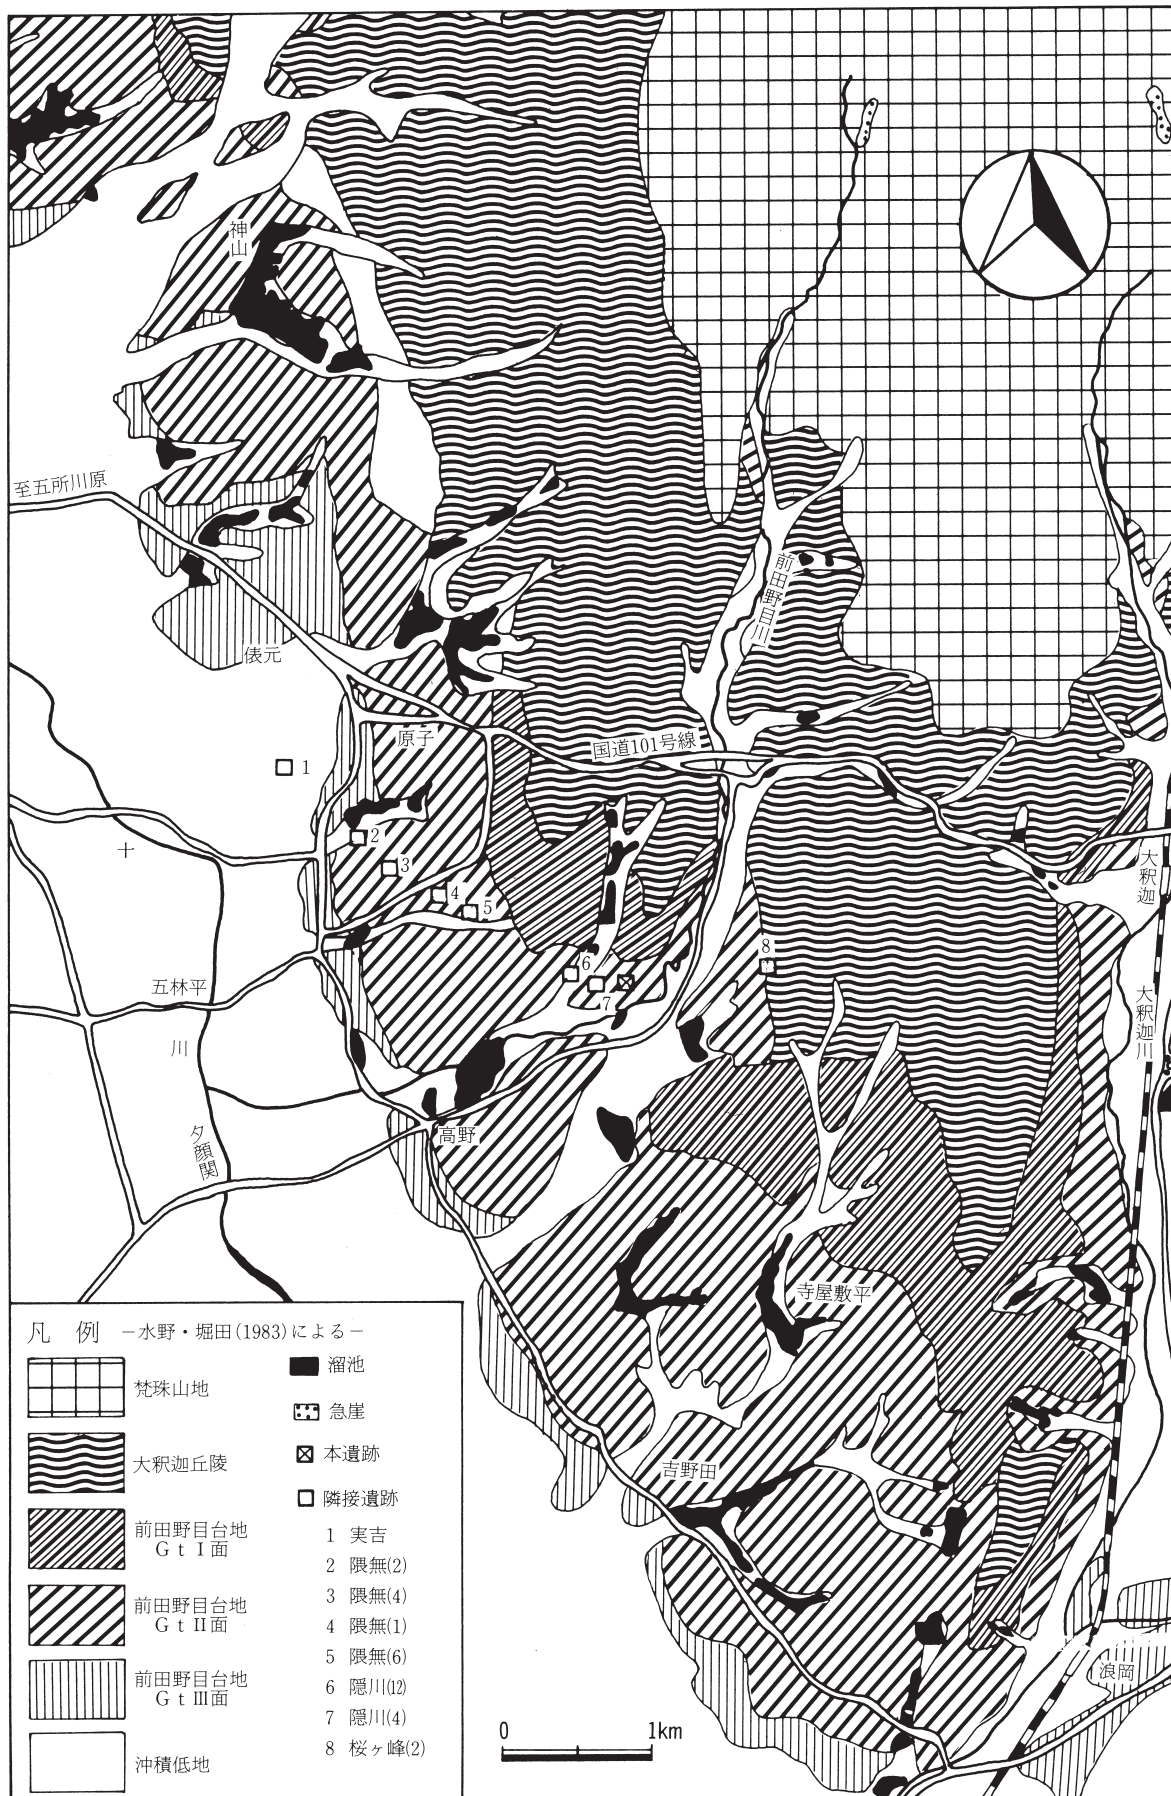 神山
至五所川原
前田野目川
俵元
原子
国道101号線
1
2
3
4
5
6
7
8
十
川
五林平
夕顔関
高野
大釈迦
大釈迦川
寺屋敷平
吉野田
浪岡
凡 例 －水野・堀田(1983)による－
梵珠山地
大釈迦丘陵
前田野目台地
GtⅠ面
前田野目台地
GtⅡ面
前田野目台地
GtⅢ面
沖積低地
溜池
急崖
本遺跡
隣接遺跡
1 実吉
2 隈無(2)
3 隈無(4)
4 隈無(1)
5 隈無(6)
6 隠川(12)
7 隠川(4)
8 桜ヶ峰(2)
0 1km